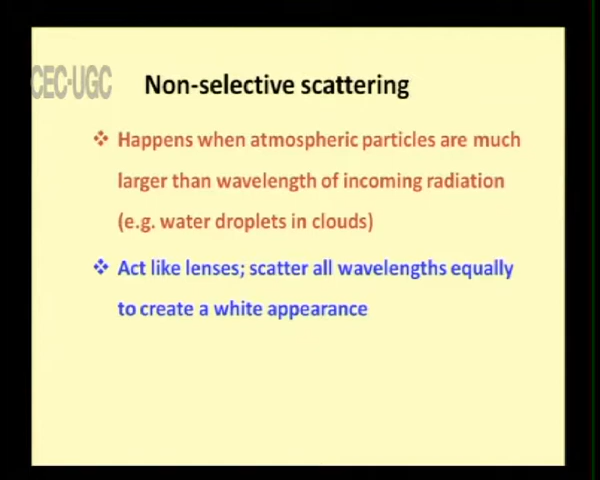 CEC-UGC
Non-selective scattering
❖ Happens when atmospheric particles are much
larger than wavelength of incoming radiation
(e.g. water droplets in clouds)
❖ Act like lenses; scatter all wavelengths equally
to create a white appearance